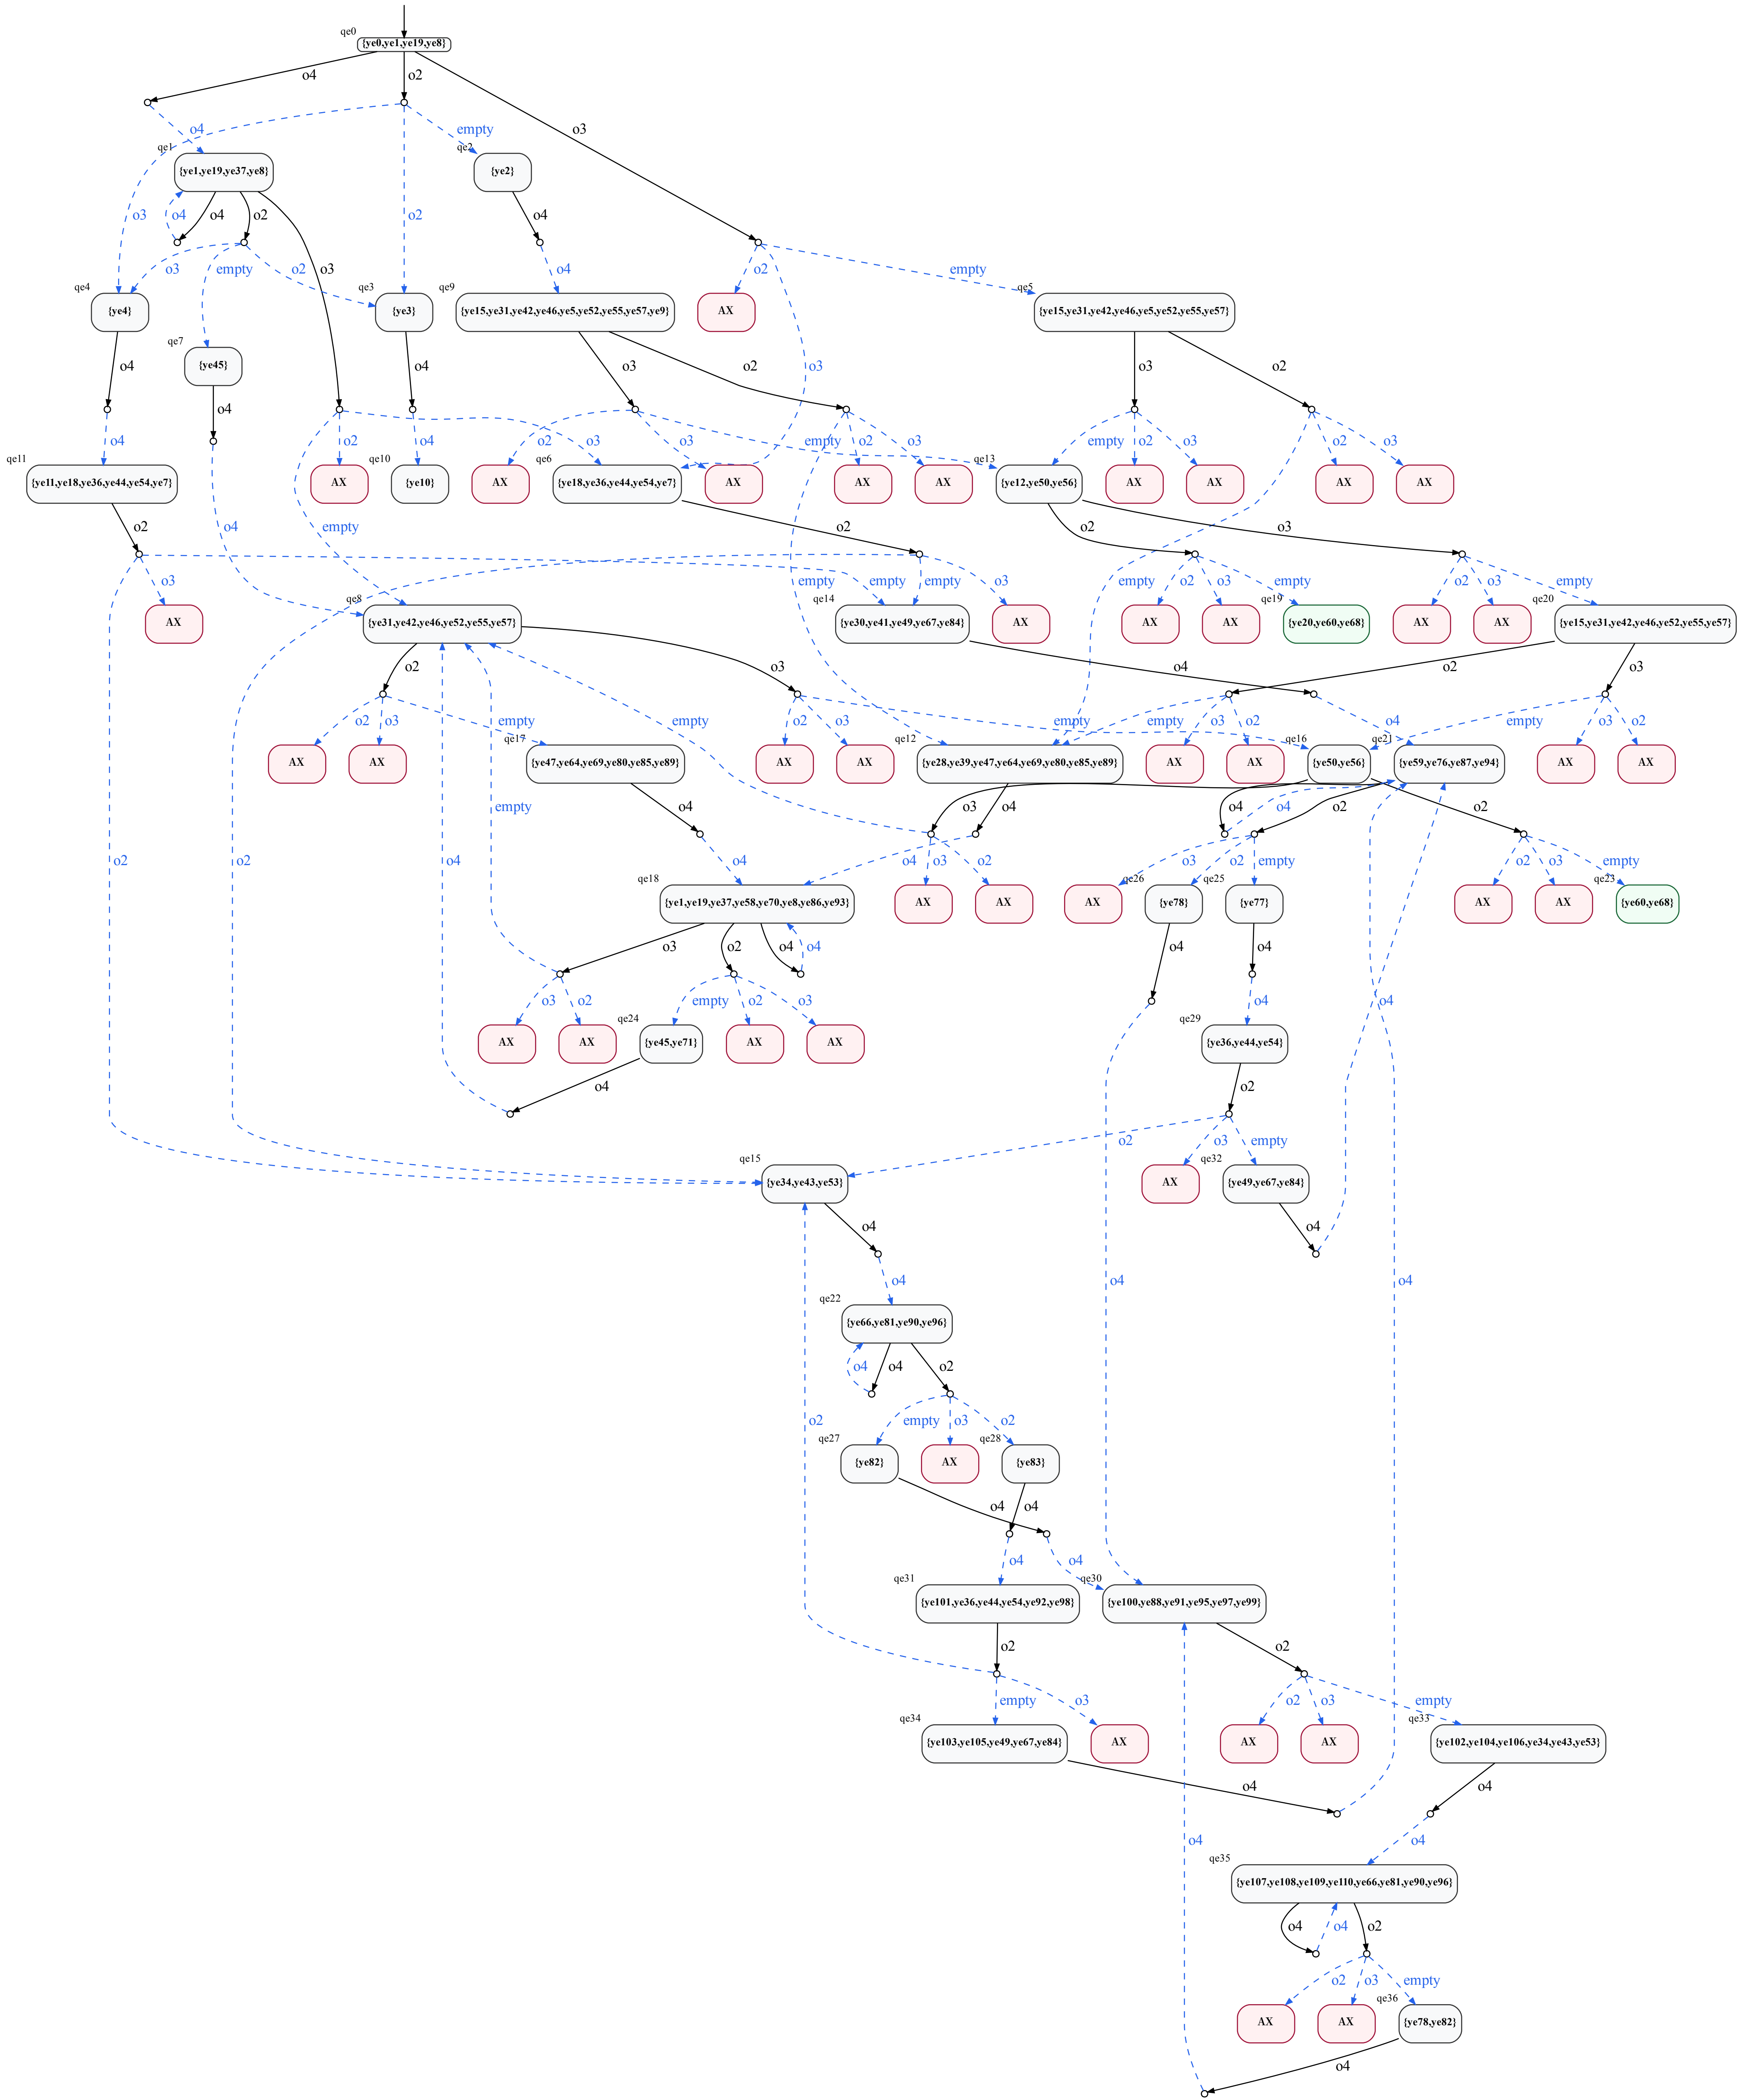 qe0
{ye0,ye1,ye19,ye8}
o4
o2
o3
o4
empty
qe1
{ye1,ye19,ye37,ye8}
qe2
{ye2}
o3
o4
o4
o2
o2
o4
o3
empty
o2
o3
o4
o2
empty
qe4
{ye4}
qe3
{ye3}
qe9
{ye15,ye31,ye42,ye46,ye5,ye52,ye55,ye57,ye9}
AX
qe5
{ye15,ye31,ye42,ye46,ye5,ye52,ye55,ye57}
qe7
{ye45}
o4
o4
o3
o2
o3
o3
o2
o4
o4
o2
o3
o4
o2
o3
empty
o2
o3
empty
o2
o3
o2
o3
qe11
{ye11,ye18,ye36,ye44,ye54,ye7}
AX
qe10
{ye10}
AX
qe6
{ye18,ye36,ye44,ye54,ye7}
AX
AX
AX
qe13
{ye12,ye50,ye56}
AX
AX
AX
AX
o2
o4
empty
o2
o2
o3
o3
empty
empty
o3
empty
empty
o2
o3
empty
o2
o3
empty
AX
qe8
{ye31,ye42,ye46,ye52,ye55,ye57}
qe14
{ye30,ye41,ye49,ye67,ye84}
AX
AX
AX
qe19
{ye20,ye60,ye68}
AX
AX
qe20
{ye15,ye31,ye42,ye46,ye52,ye55,ye57}
o2
o3
o4
o2
o3
o2
o3
empty
empty
o2
o3
empty
empty
o3
o2
o4
empty
o3
o2
AX
AX
qe17
{ye47,ye64,ye69,ye80,ye85,ye89}
AX
AX
qe12
{ye28,ye39,ye47,ye64,ye69,ye80,ye85,ye89}
AX
AX
qe16
{ye50,ye56}
qe21
{ye59,ye76,ye87,ye94}
AX
AX
empty
o4
o3
o4
o4
o4
o2
o2
o2
o2
o4
o4
o4
o3
o2
o3
o2
empty
o2
o3
empty
qe18
{ye1,ye19,ye37,ye58,ye70,ye8,ye86,ye93}
AX
AX
AX
qe26
{ye78}
qe25
{ye77}
AX
AX
qe23
{ye60,ye68}
o3
o2
o4
o4
o4
o4
o3
o2
empty
o2
o3
o4
o4
AX
AX
qe24
{ye45,ye71}
AX
AX
qe29
{ye36,ye44,ye54}
o4
o2
o2
o3
empty
qe15
{ye34,ye43,ye53}
AX
qe32
{ye49,ye67,ye84}
o4
o4
o4
o4
o4
qe22
{ye66,ye81,ye90,ye96}
o4
o4
o2
o2
empty
o3
o2
qe27
{ye82}
AX
qe28
{ye83}
o4
o4
o4
o4
qe31
{ye101,ye36,ye44,ye54,ye92,ye98}
qe30
{ye100,ye88,ye91,ye95,ye97,ye99}
o2
o2
empty
o3
o2
o3
empty
qe34
{ye103,ye105,ye49,ye67,ye84}
AX
AX
AX
qe33
{ye102,ye104,ye106,ye34,ye43,ye53}
o4
o4
o4
o4
qe35
{ye107,ye108,ye109,ye110,ye66,ye81,ye90,ye96}
o4
o4
o2
o2
o3
empty
AX
AX
qe36
{ye78,ye82}
o4